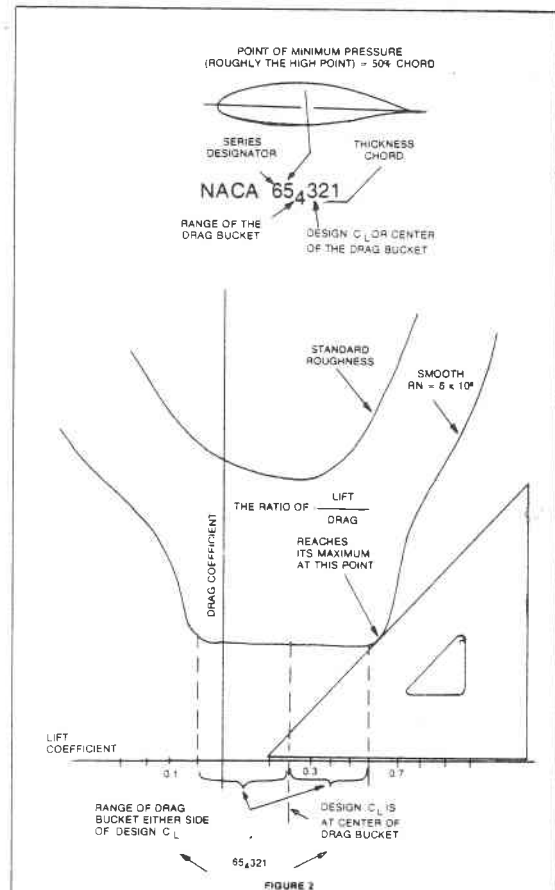 POINT OF MINIMUM PRESSURE
(ROUGHLY THE HIGH POINT) = 50% CHORD
SERIES
DESIGNATOR
THICKNESS
CHORD
NACA 65₄321
RANGE OF THE
DRAG BUCKET
DESIGN C L OR CENTER
OF THE DRAG BUCKET
STANDARD
ROUGHNESS
SMOOTH
RN = 6 x 10⁶
THE RATIO OF LIFT
DRAG
REACHES
ITS MAXIMUM
AT THIS POINT
DRAG COEFFICIENT
LIFT
COEFFICIENT
0.1
0.3
0.7
RANGE OF DRAG
BUCKET EITHER SIDE
OF DESIGN C L
DESIGN C L IS
AT CENTER OF
DRAG BUCKET
65₄321
FIGURE 2